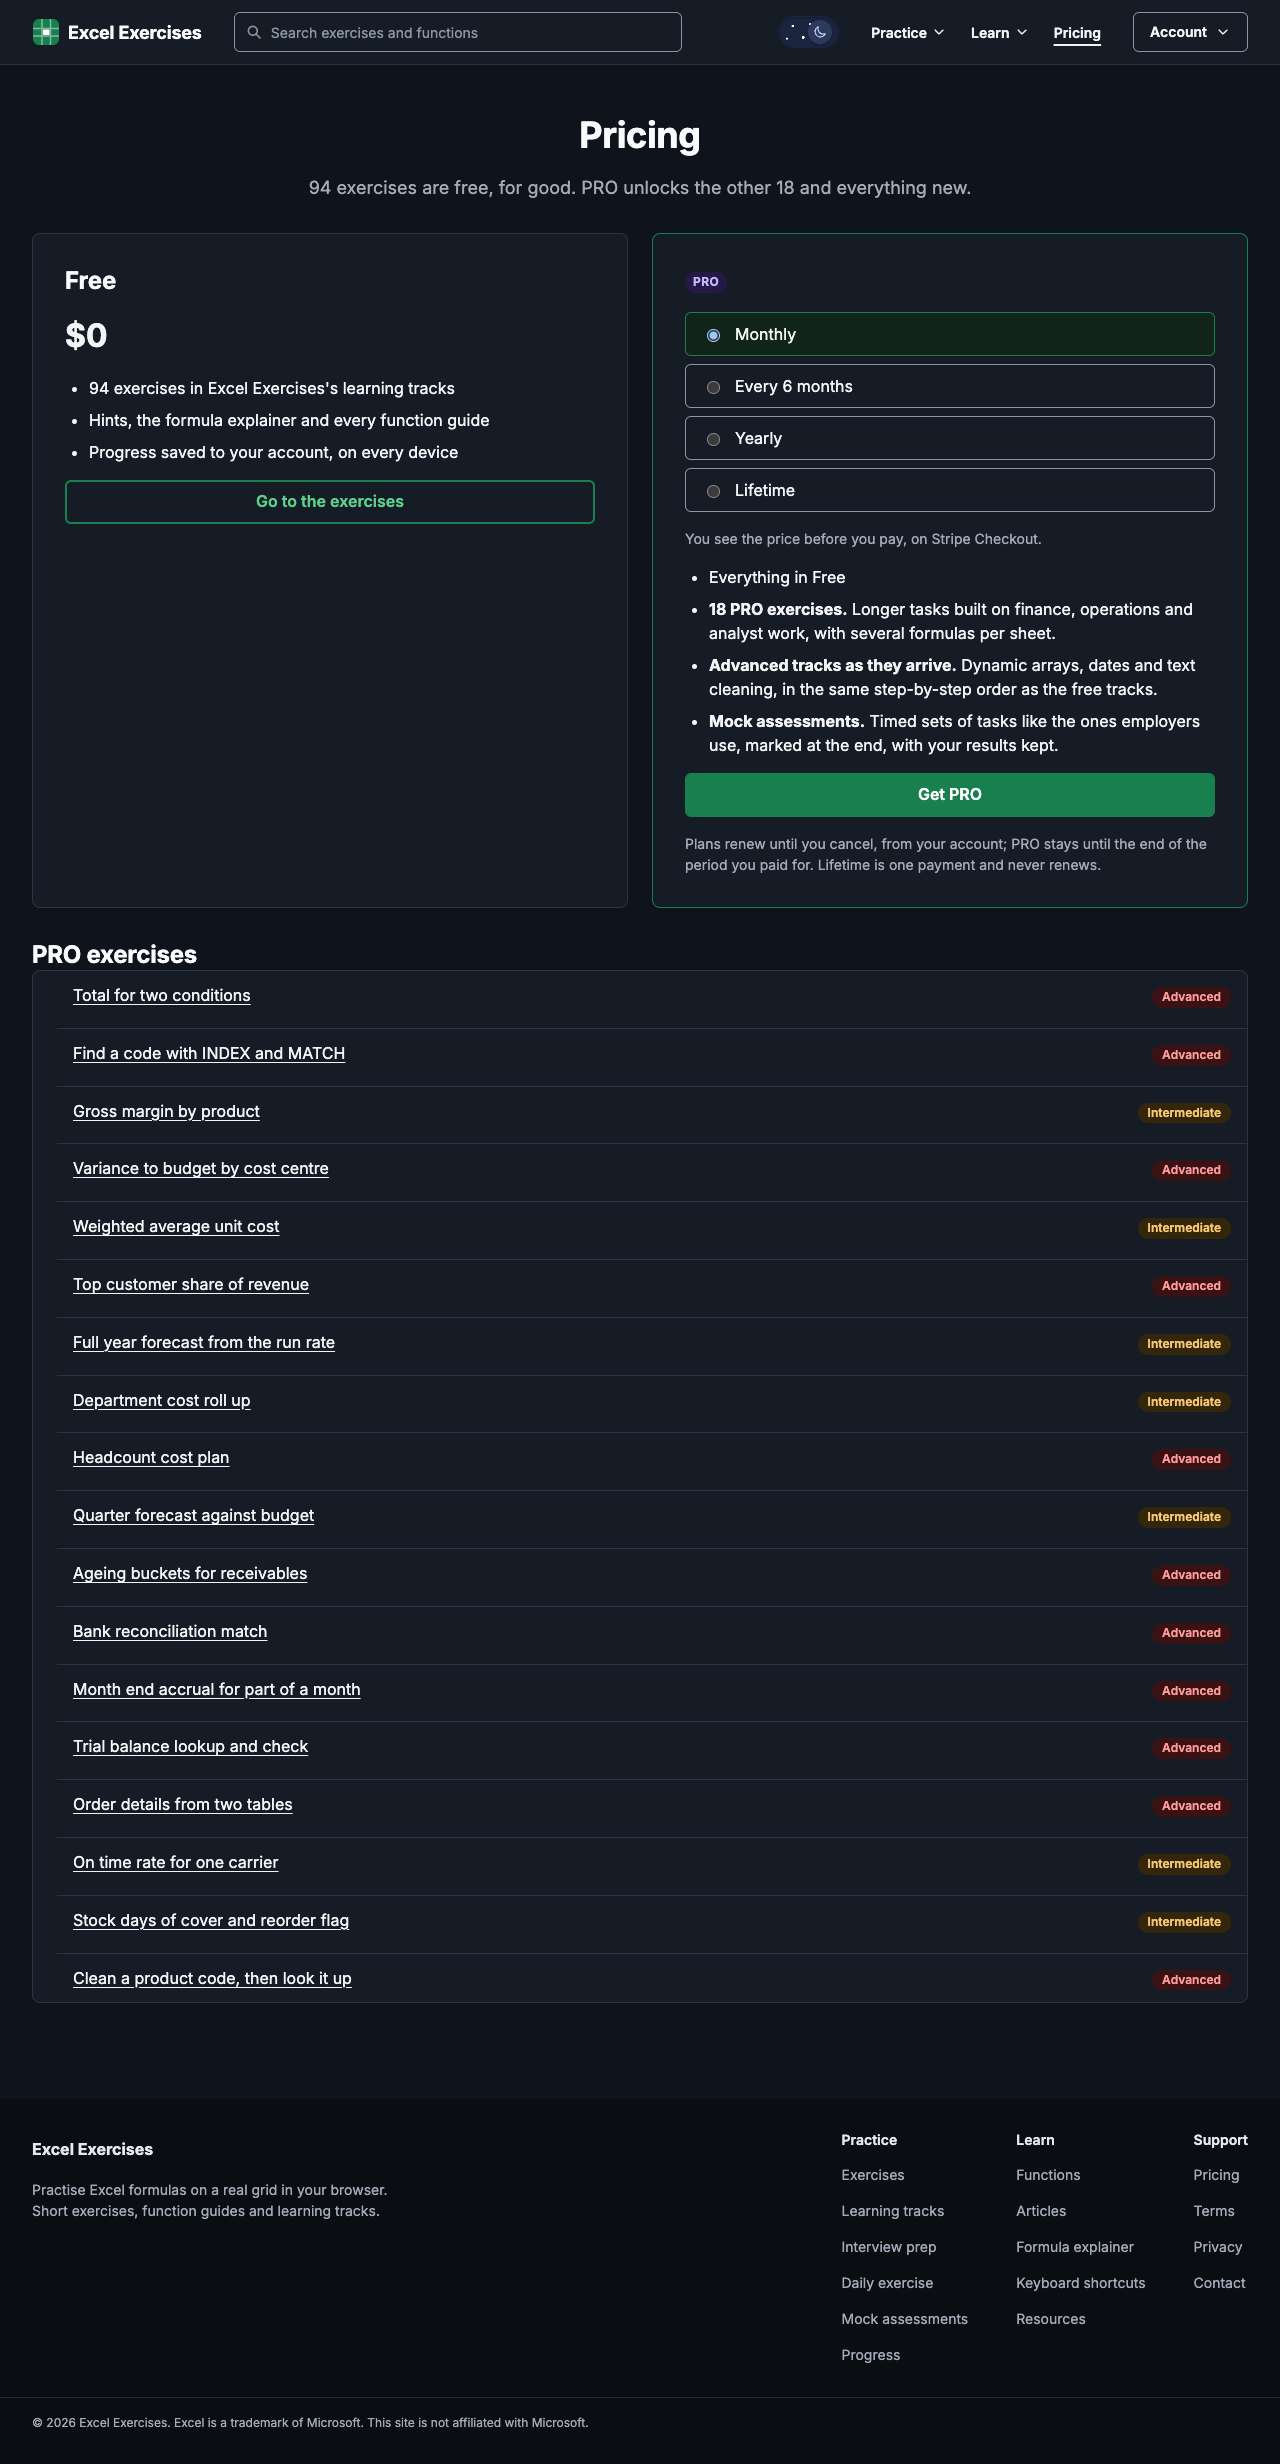 Excel Exercises
Search exercises and functions
Practice
Learn
Pricing
Account
Pricing
94 exercises are free, for good. PRO unlocks the other 18 and everything new.
Free
$0
94 exercises in Excel Exercises's learning tracks
Hints, the formula explainer and every function guide
Progress saved to your account, on every device
Go to the exercises
PRO
Monthly
Every 6 months
Yearly
Lifetime
You see the price before you pay, on Stripe Checkout.
Everything in Free
18 PRO exercises. Longer tasks built on finance, operations and
analyst work, with several formulas per sheet.
Advanced tracks as they arrive. Dynamic arrays, dates and text
cleaning, in the same step-by-step order as the free tracks.
Mock assessments. Timed sets of tasks like the ones employers
use, marked at the end, with your results kept.
Get PRO
Plans renew until you cancel, from your account; PRO stays until the end of the
period you paid for. Lifetime is one payment and never renews.
PRO exercises
Total for two conditions Advanced
Find a code with INDEX and MATCH Advanced
Gross margin by product Intermediate
Variance to budget by cost centre Advanced
Weighted average unit cost Intermediate
Top customer share of revenue Advanced
Full year forecast from the run rate Intermediate
Department cost roll up Intermediate
Headcount cost plan Advanced
Quarter forecast against budget Intermediate
Ageing buckets for receivables Advanced
Bank reconciliation match Advanced
Month end accrual for part of a month Advanced
Trial balance lookup and check Advanced
Order details from two tables Advanced
On time rate for one carrier Intermediate
Stock days of cover and reorder flag Intermediate
Clean a product code, then look it up Advanced
Excel Exercises
Practise Excel formulas on a real grid in your browser.
Short exercises, function guides and learning tracks.
Practice
Exercises
Learning tracks
Interview prep
Daily exercise
Mock assessments
Progress
Learn
Functions
Articles
Formula explainer
Keyboard shortcuts
Resources
Support
Pricing
Terms
Privacy
Contact
© 2026 Excel Exercises. Excel is a trademark of Microsoft. This site is not affiliated with Microsoft.